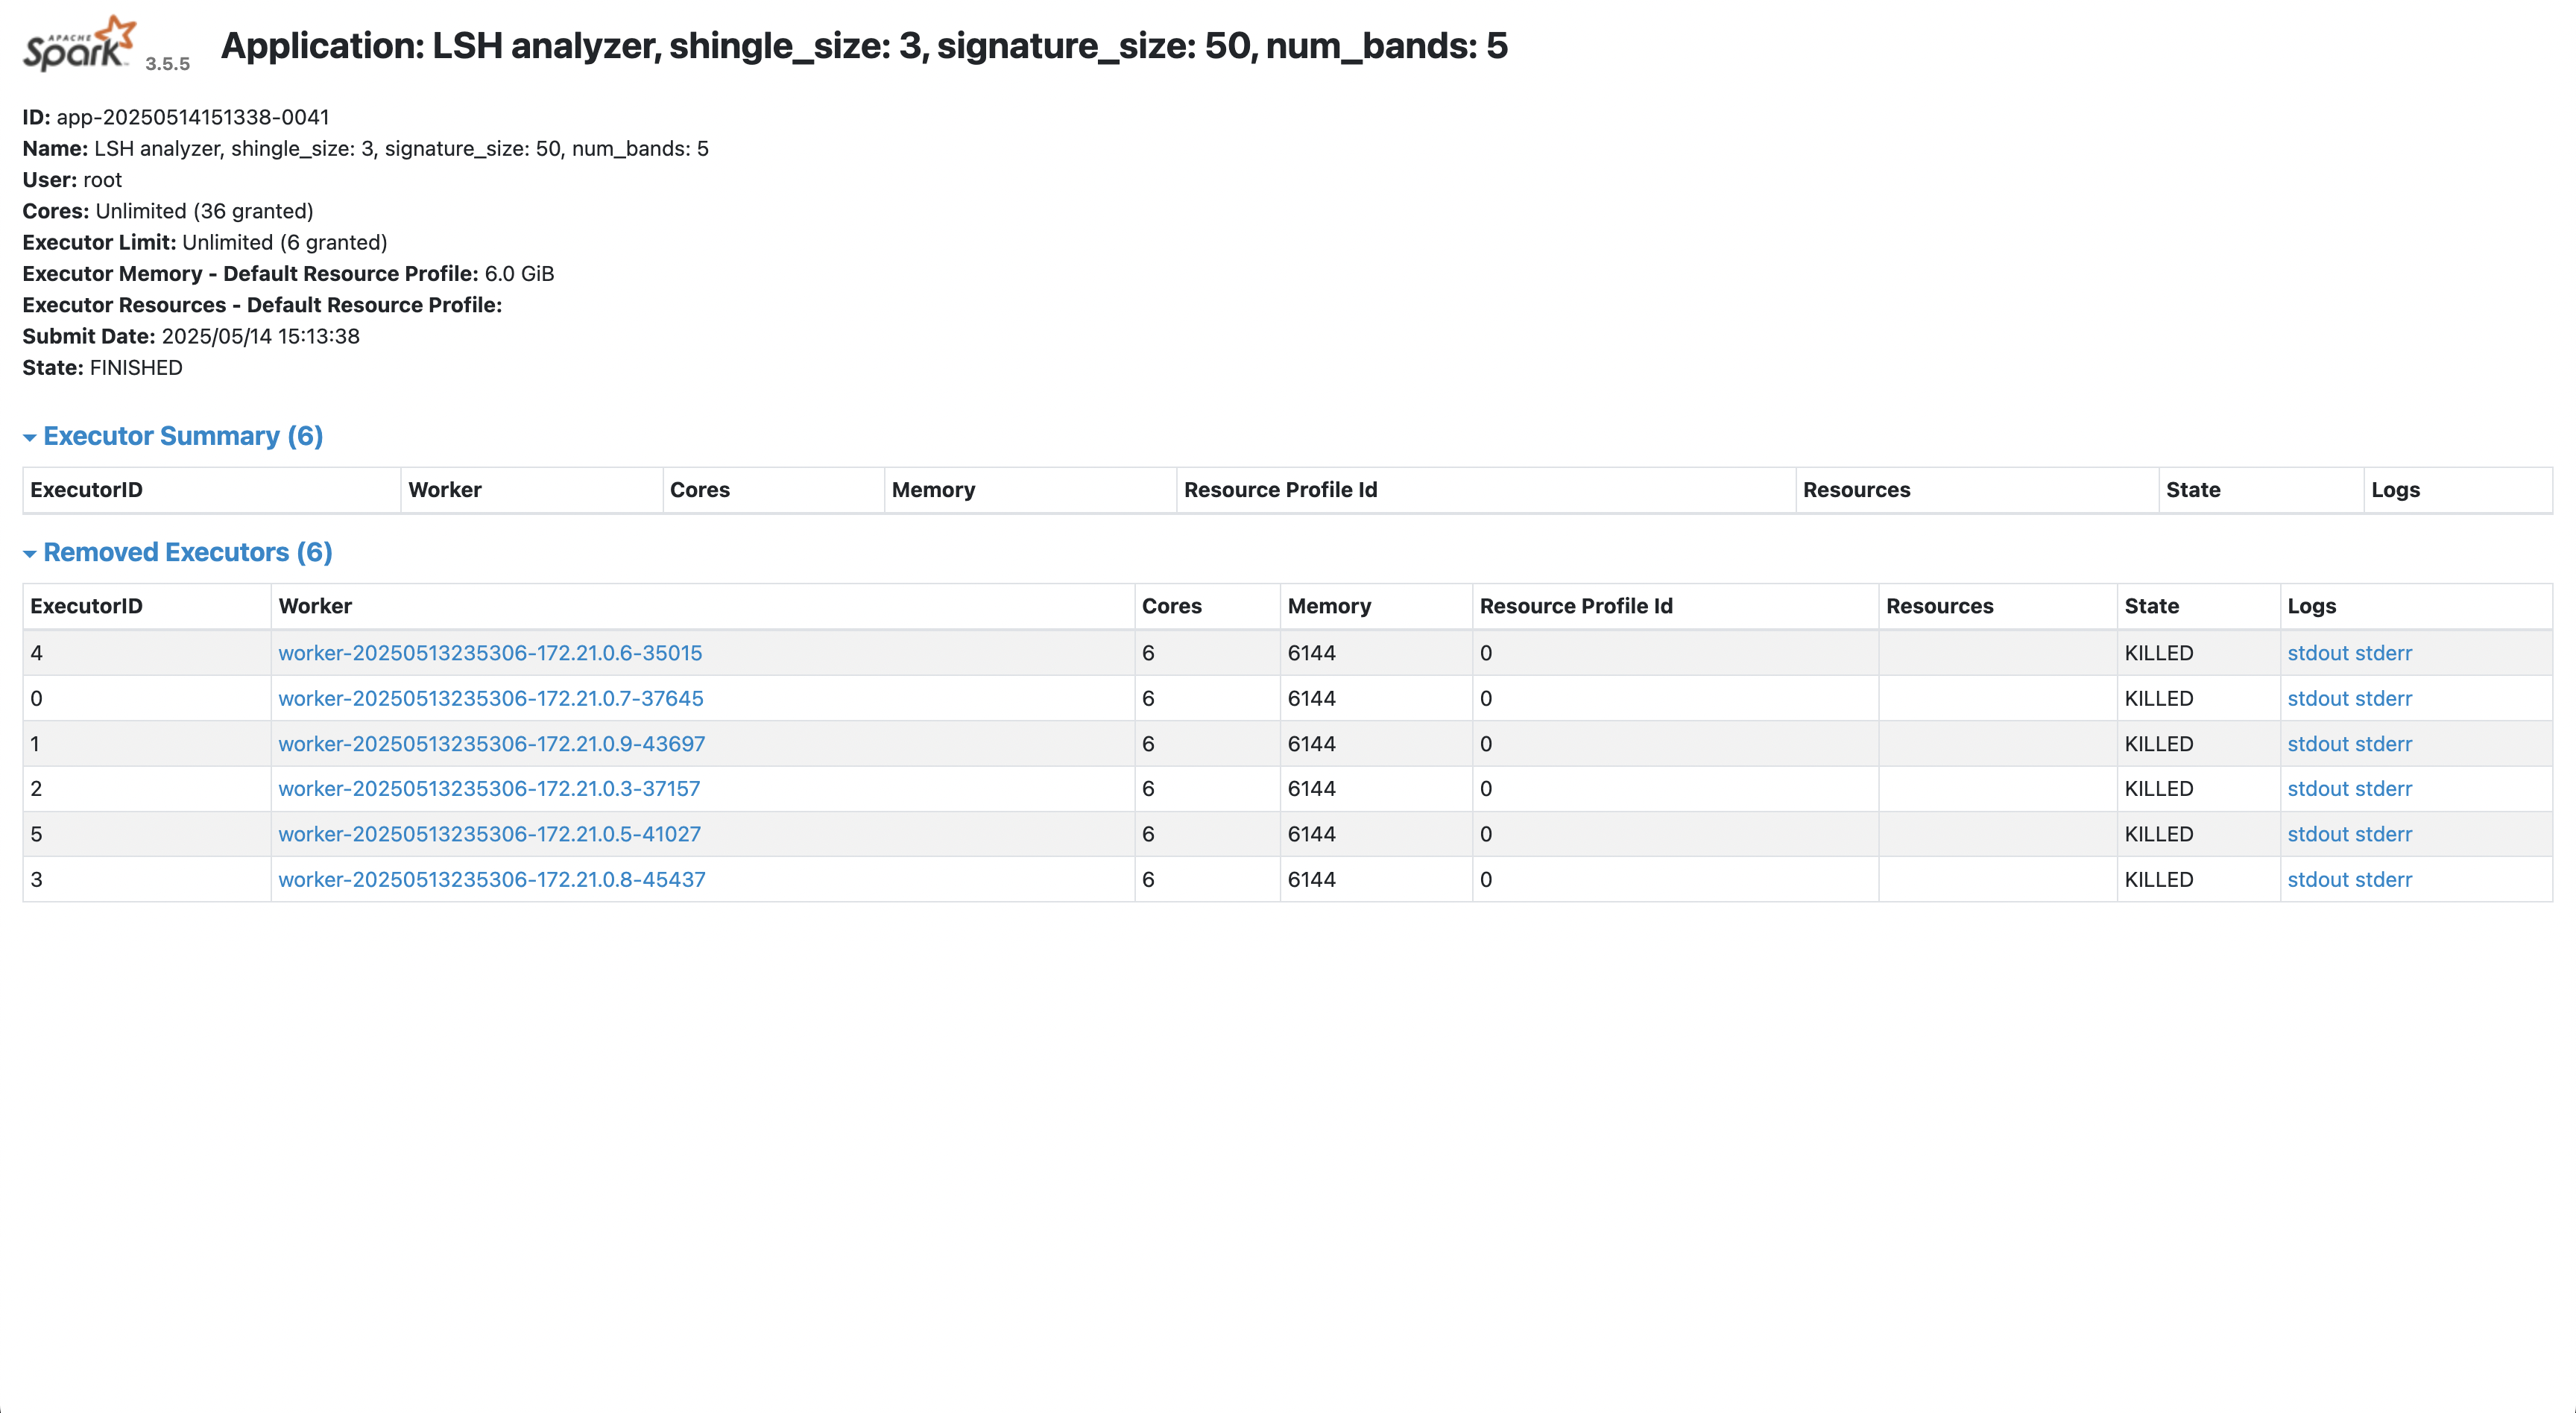 APACHE
Spark 3.5.5 Application: LSH analyzer, shingle_size: 3, signature_size: 50, num_bands: 5
ID: app-20250514151338-0041
Name: LSH analyzer, shingle_size: 3, signature_size: 50, num_bands: 5
User: root
Cores: Unlimited (36 granted)
Executor Limit: Unlimited (6 granted)
Executor Memory - Default Resource Profile: 6.0 GiB
Executor Resources - Default Resource Profile:
Submit Date: 2025/05/14 15:13:38
State: FINISHED
Executor Summary (6)
ExecutorID Worker Cores Memory Resource Profile Id Resources State Logs
Removed Executors (6)
ExecutorID Worker Cores Memory Resource Profile Id Resources State Logs
4 worker-20250513235306-172.21.0.6-35015 6 6144 0 KILLED stdout stderr
0 worker-20250513235306-172.21.0.7-37645 6 6144 0 KILLED stdout stderr
1 worker-20250513235306-172.21.0.9-43697 6 6144 0 KILLED stdout stderr
2 worker-20250513235306-172.21.0.3-37157 6 6144 0 KILLED stdout stderr
5 worker-20250513235306-172.21.0.5-41027 6 6144 0 KILLED stdout stderr
3 worker-20250513235306-172.21.0.8-45437 6 6144 0 KILLED stdout stderr